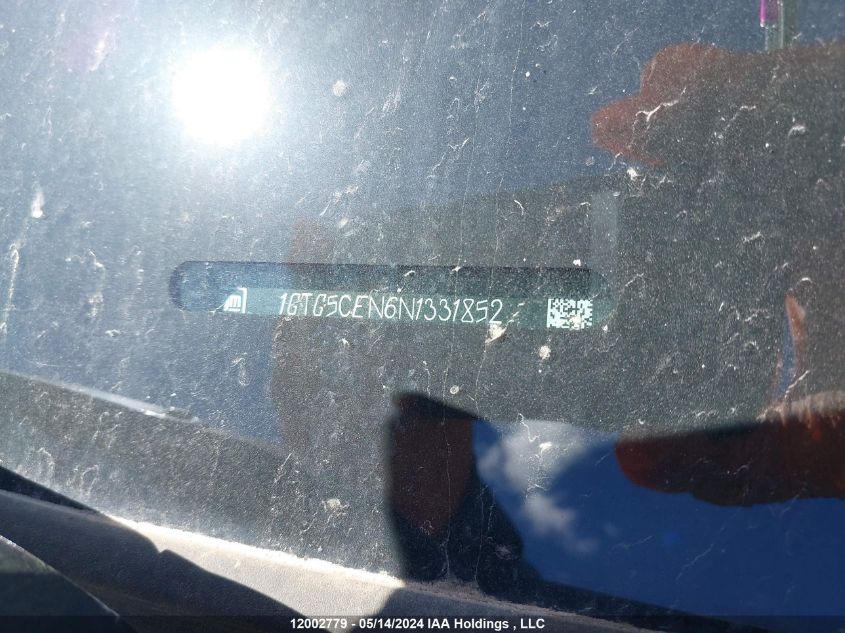 1GTG5CEN6N1331852
12002779 - 05/14/2024 IAA Holdings , LLC